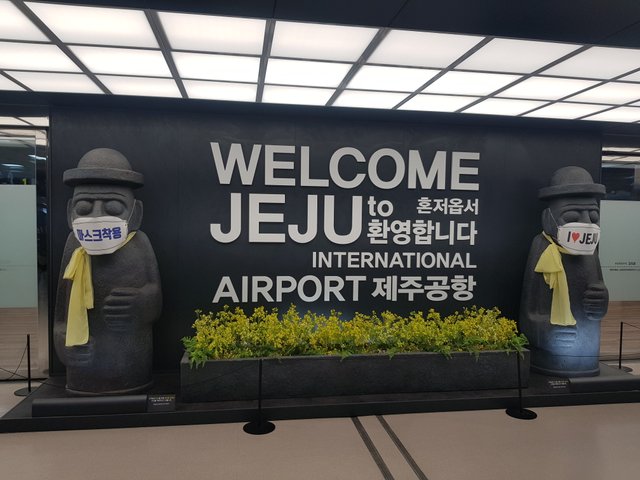 WELCOME
JEJU to 혼저옵서
환영합니다
INTERNATIONAL
AIRPORT 제주공항
마스크착용
I ♥ JEJU